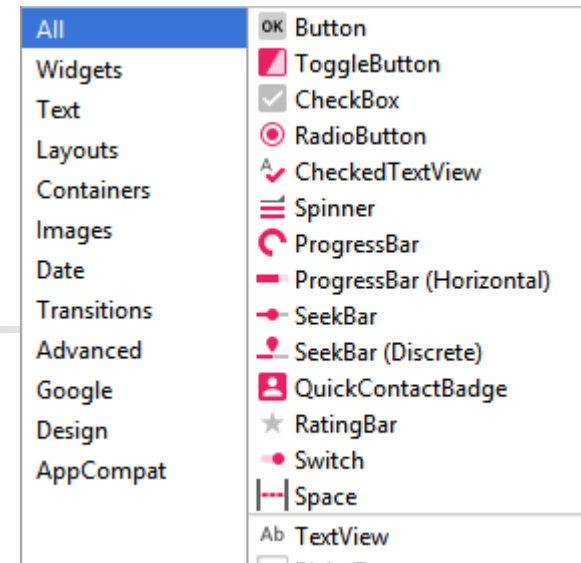 All
Widgets
Text
Layouts
Containers
Images
Date
Transitions
Advanced
Google
Design
AppCompat
OK Button
ToggleButton
CheckBox
RadioButton
A CheckedTextView
Spinner
ProgressBar
ProgressBar (Horizontal)
SeekBar
SeekBar (Discrete)
QuickContactBadge
RatingBar
Switch
Space
Ab TextView